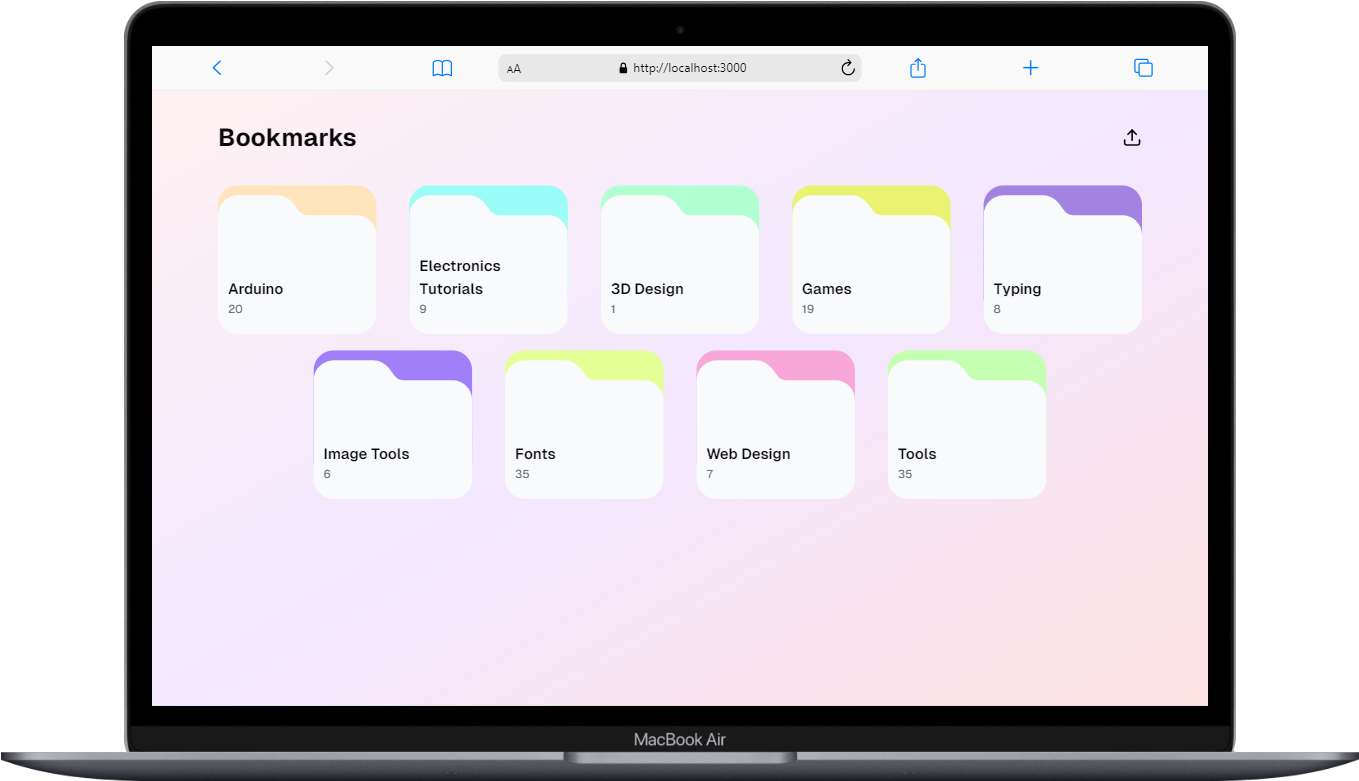 AA
http://localhost:3000
Bookmarks
Arduino
20
Electronics
Tutorials
9
3D Design
1
Games
19
Typing
8
Image Tools
6
Fonts
35
Web Design
7
Tools
35
MacBook Air